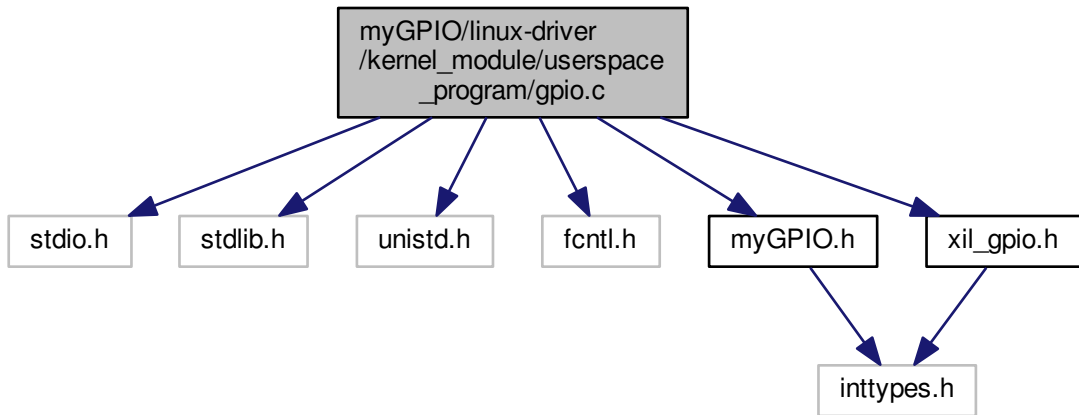 myGPIO/linux-driver
/kernel_module/userspace
_program/gpio.c
stdio.h
stdlib.h
unistd.h
fcntl.h
myGPIO.h
xil_gpio.h
inttypes.h